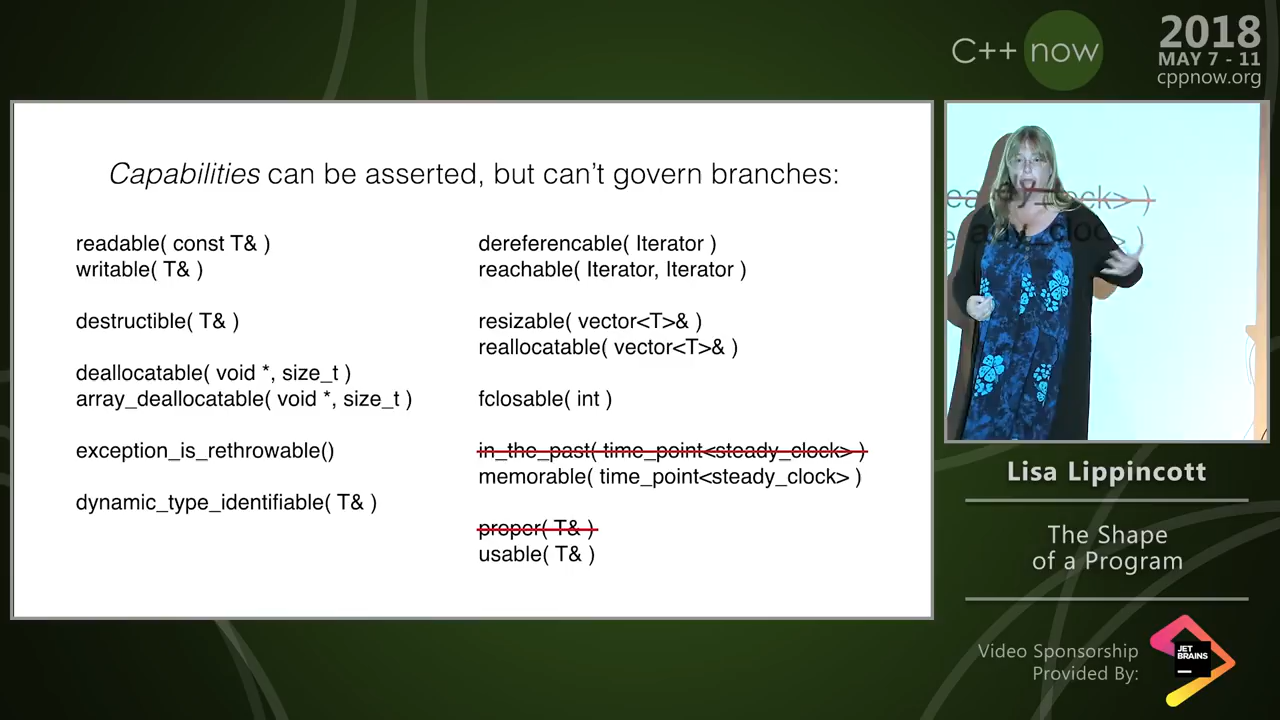 C++ now
2018
MAY 7 - 11
cppnow.org
Capabilities can be asserted, but can't govern branches:
readable( const T& )
writable( T& )
destructible( T& )
deallocatable( void *, size_t )
array_deallocatable( void *, size_t )
exception_is_rethrowable()
dynamic_type_identifiable( T& )
dereferencable( Iterator )
reachable( Iterator, Iterator )
resizable( vector<T>& )
reallocatable( vector<T>& )
fclosable( int )
in_the_past( time_point<steady_clock> )
memorable( time_point<steady_clock> )
proper( T& )
usable( T& )
Lisa Lippincott
The Shape
of a Program
Video Sponsorship
Provided By:
JET
BRAINS